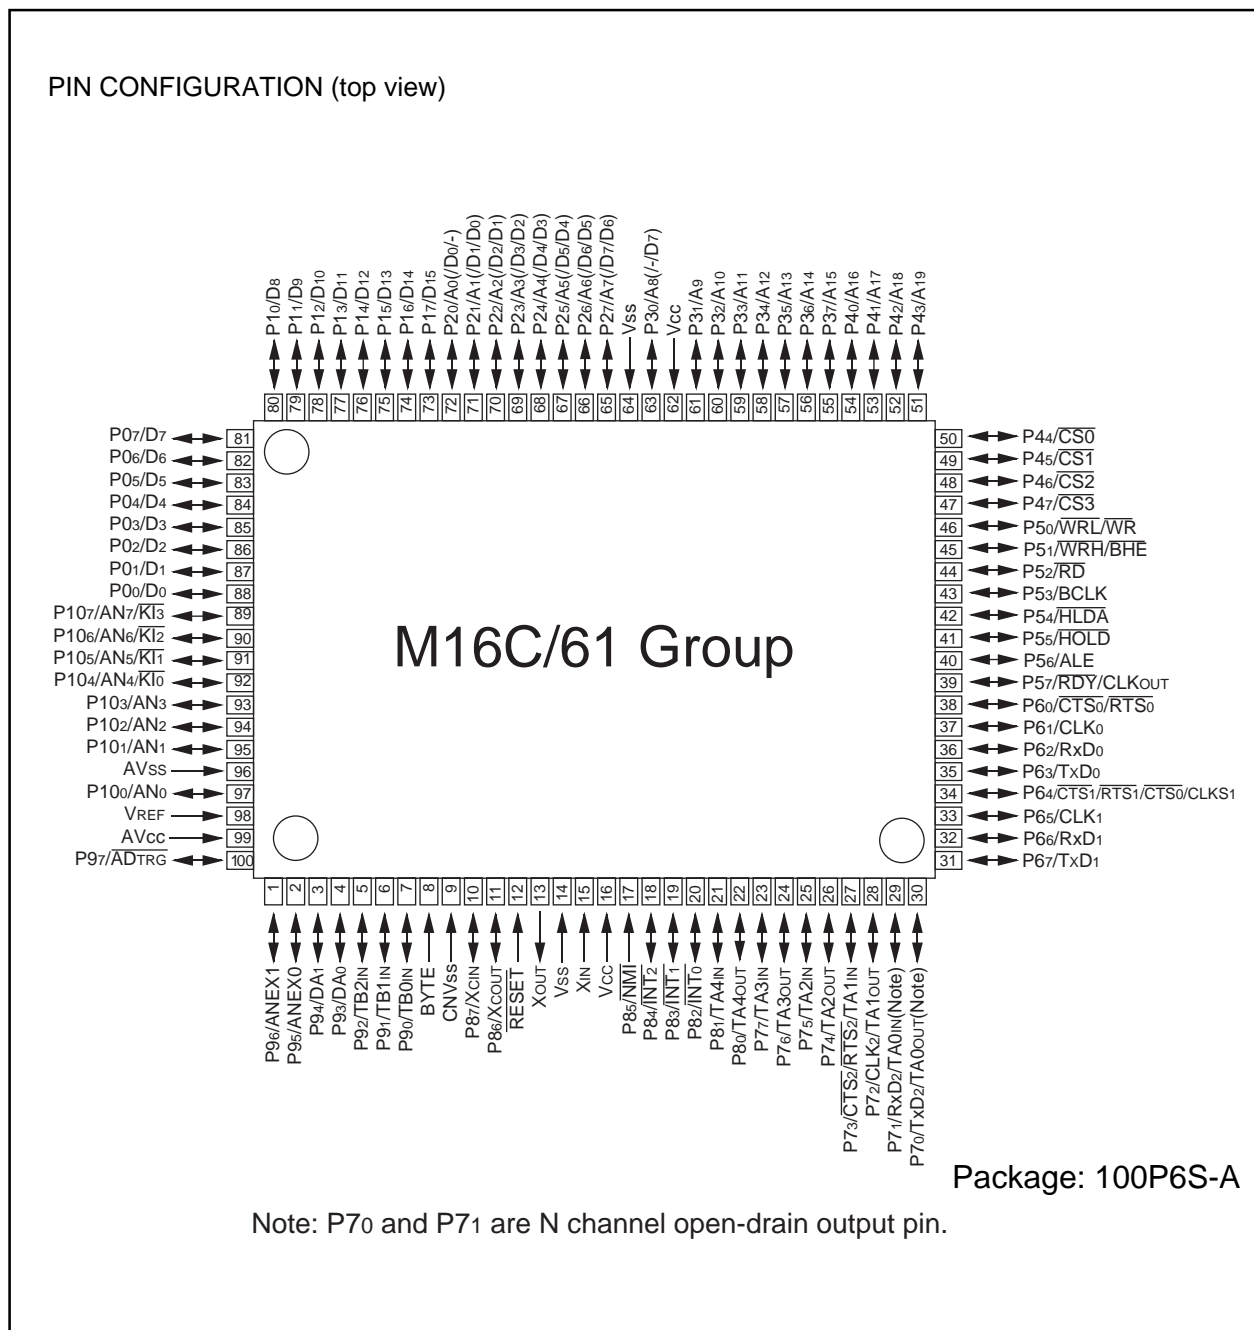 PIN CONFIGURATION (top view)
P10/D8
P11/D9
P12/D10
P13/D11
P14/D12
P15/D13
P16/D14
P17/D15
P20/A0(/D0/-)
P21/A1(/D1/D0)
P22/A2(/D2/D1)
P23/A3(/D3/D2)
P24/A4(/D4/D3)
P25/A5(/D5/D4)
P26/A6(/D6/D5)
P27/A7(/D7/D6)
Vss
P30/A8(/-/D7)
Vcc
P31/A9
P32/A10
P33/A11
P34/A12
P35/A13
P36/A14
P37/A15
P40/A16
P41/A17
P42/A18
P43/A19
80 79 78 77 76 75 74 73 72 71 70 69 68 67 66 65 64 63 62 61 60 59 58 57 56 55 54 53 52 51
P07/D7 81
P06/D6 82
P05/D5 83
P04/D4 84
P03/D3 85
P02/D2 86
P01/D1 87
P00/D0 88
P107/AN7/KI3 89
P106/AN6/KI2 90
P105/AN5/KI1 91
P104/AN4/KI0 92
P103/AN3 93
P102/AN2 94
P101/AN1 95
AVss 96
P100/AN0 97
VREF 98
AVcc 99
P97/ADTRG 100
M16C/61 Group
50 P44/CS0
49 P45/CS1
48 P46/CS2
47 P47/CS3
46 P50/WRL/WR
45 P51/WRH/BHE
44 P52/RD
43 P53/BCLK
42 P54/HLDA
41 P55/HOLD
40 P56/ALE
39 P57/RDY/CLKOUT
38 P60/CTS0/RTS0
37 P61/CLK0
36 P62/RxD0
35 P63/TxD0
34 P64/CTS1/RTS1/CTS0/CLKS1
33 P65/CLK1
32 P66/RxD1
31 P67/TxD1
1 2 3 4 5 6 7 8 9 10 11 12 13 14 15 16 17 18 19 20 21 22 23 24 25 26 27 28 29 30
P96/ANEX1
P95/ANEX0
P94/DA1
P93/DA0
P92/TB2IN
P91/TB1IN
P90/TB0IN
BYTE
CNVss
P87/XCIN
P86/XCOUT
RESET
XOUT
Vss
XIN
Vcc
P85/NMI
P84/INT2
P83/INT1
P82/INT0
P81/TA4IN
P80/TA4OUT
P77/TA3IN
P76/TA3OUT
P75/TA2IN
P74/TA2OUT
P73/CTS2/RTS2/TA1IN
P72/CLK2/TA1OUT
P71/RxD2/TA0IN(Note)
P70/TxD2/TA0OUT(Note)
Package: 100P6S-A
Note: P70 and P71 are N channel open-drain output pin.